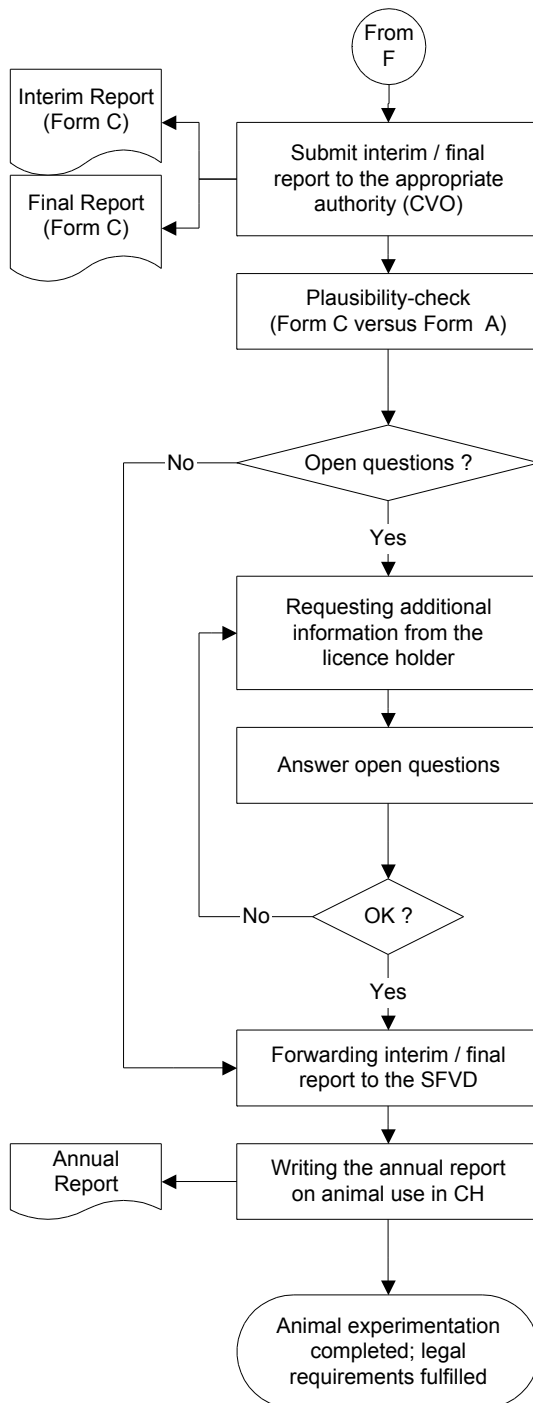 From
F
Interim Report
(Form C)
Final Report
(Form C)
Submit interim / final
report to the appropriate
authority (CVO)
Plausibility-check
(Form C versus Form  A)
No
Open questions ?
Yes
Requesting additional
information from the
licence holder
Answer open questions
No
OK ?
Yes
Forwarding interim / final
report to the SFVD
Annual
Report
Writing the annual report
on animal use in CH
Animal experimentation
completed; legal
requirements fulfilled